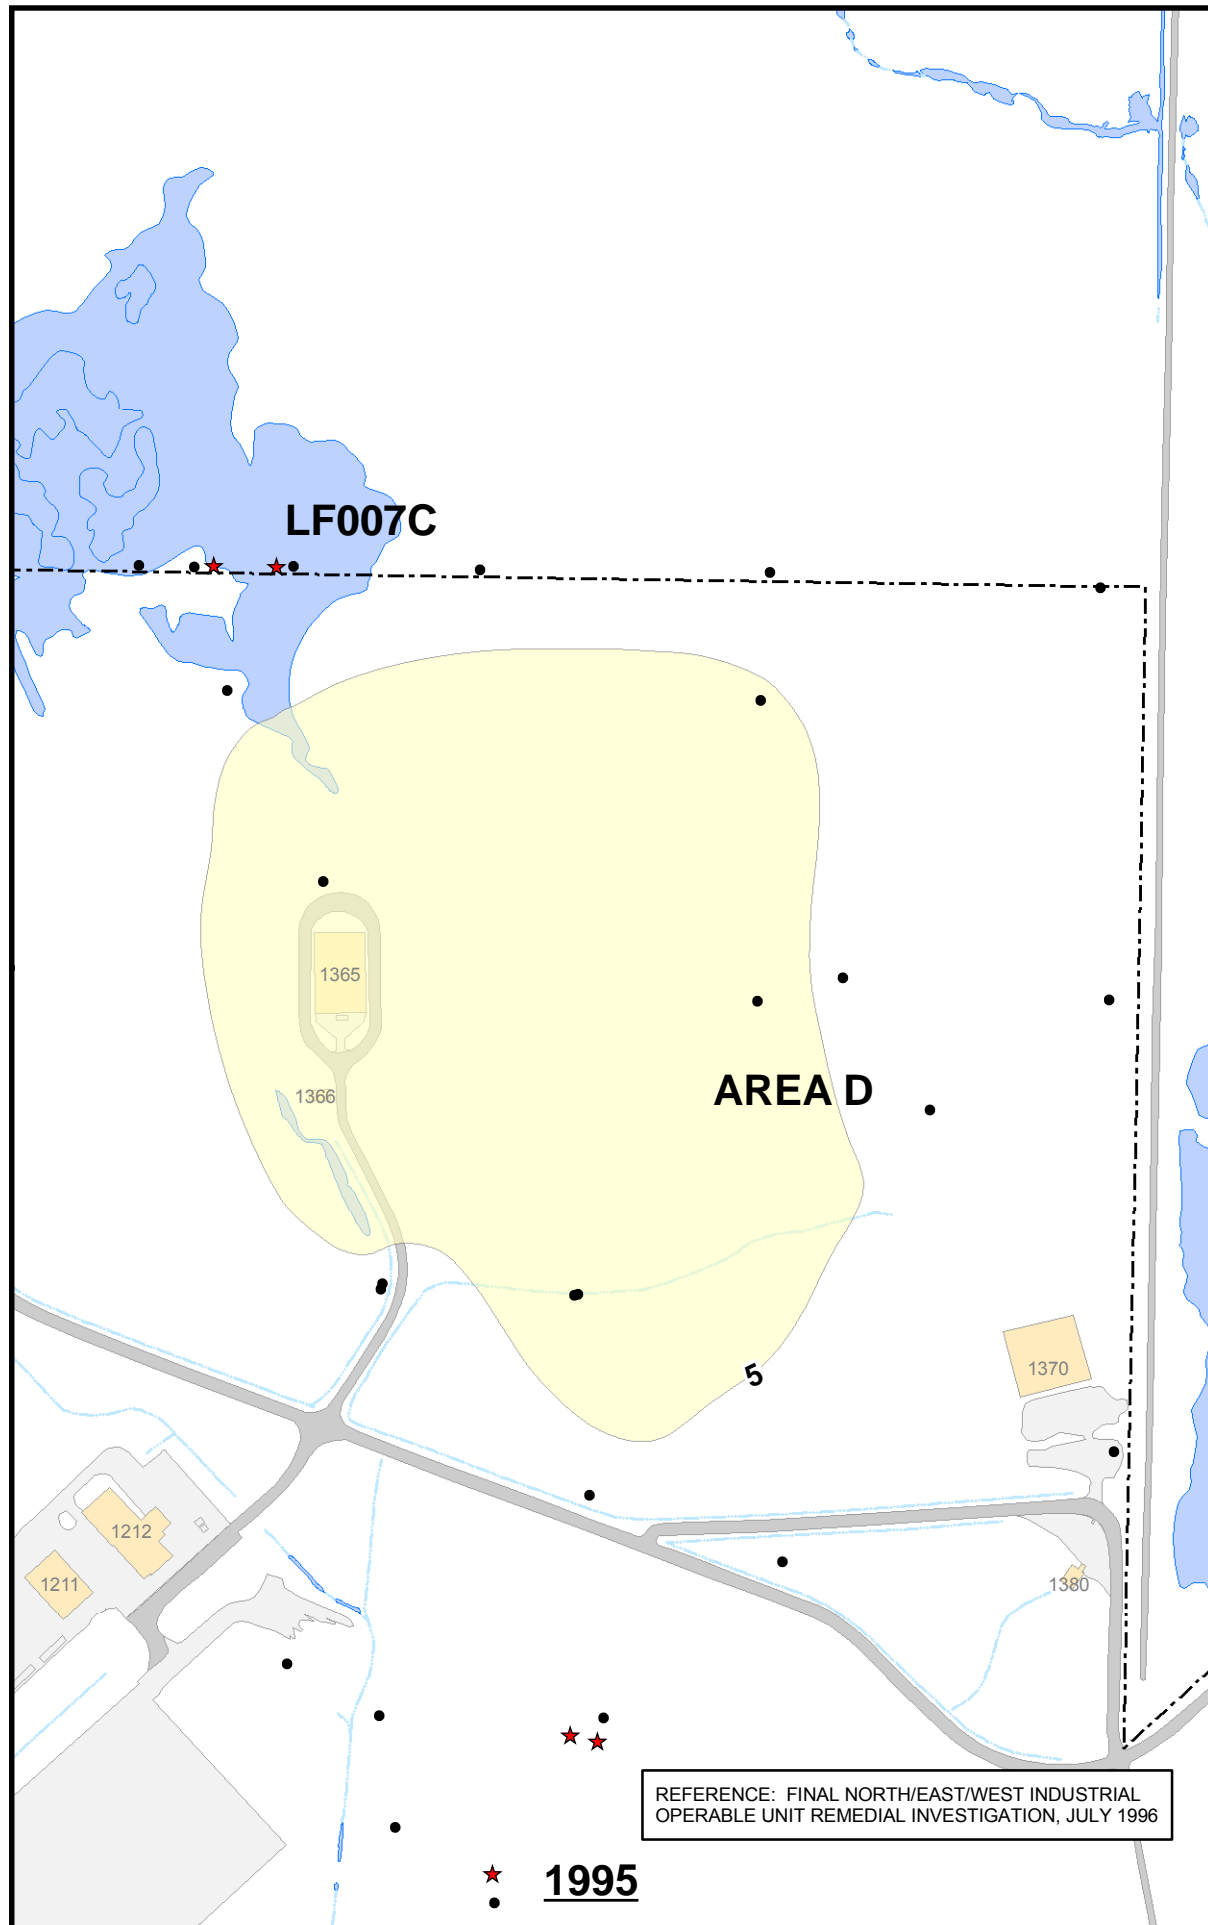 LF007C
1365
1366
AREA D
5
1370
1212
1211
1380
REFERENCE: FINAL NORTH/EAST/WEST INDUSTRIAL
OPERABLE UNIT REMEDIAL INVESTIGATION, JULY 1996
1995